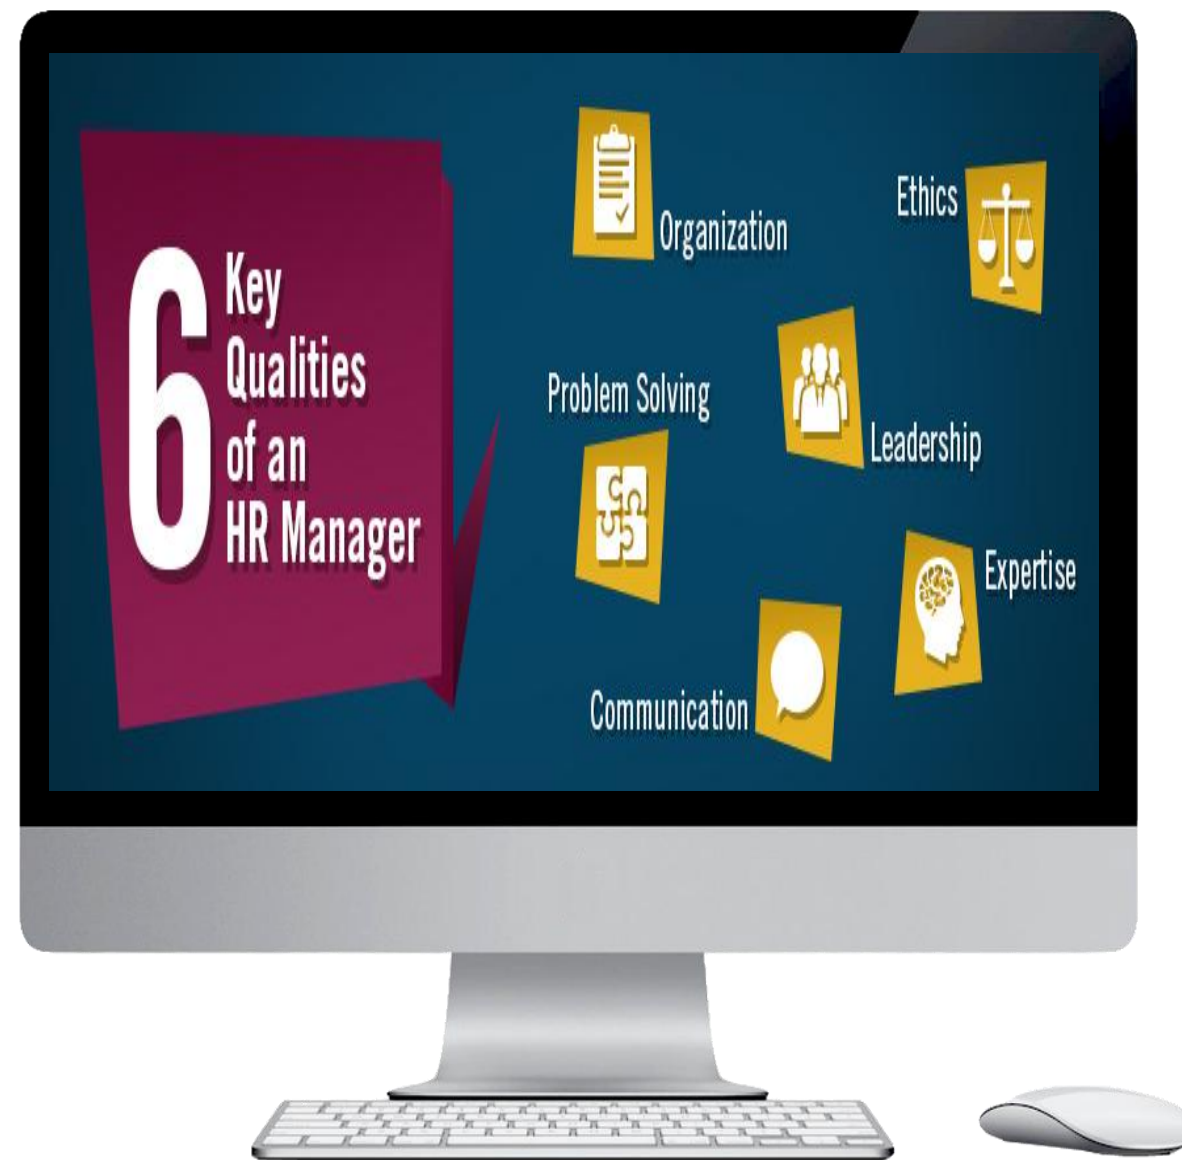 6
Key
Qualities
of an
HR Manager
Organization
Ethics
Problem Solving
Leadership
Expertise
Communication